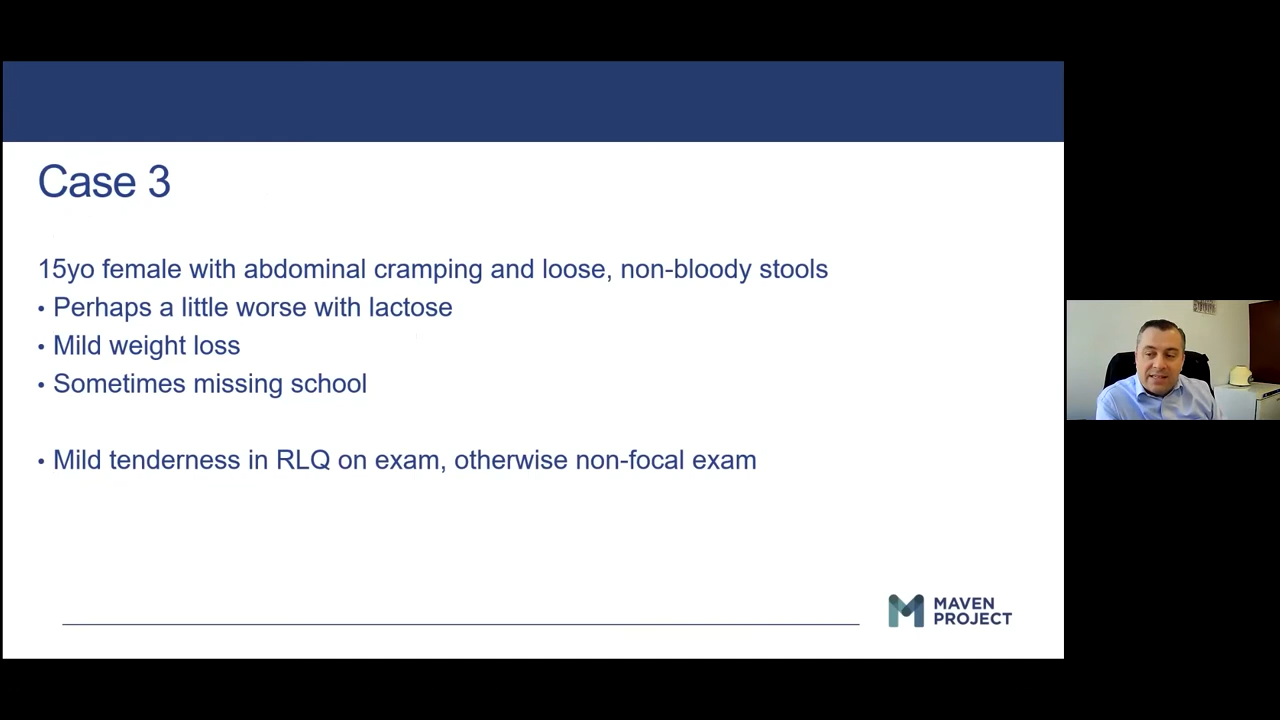 Case 3
15yo female with abdominal cramping and loose, non-bloody stools
• Perhaps a little worse with lactose
• Mild weight loss
• Sometimes missing school
• Mild tenderness in RLQ on exam, otherwise non-focal exam
MAVEN
PROJECT